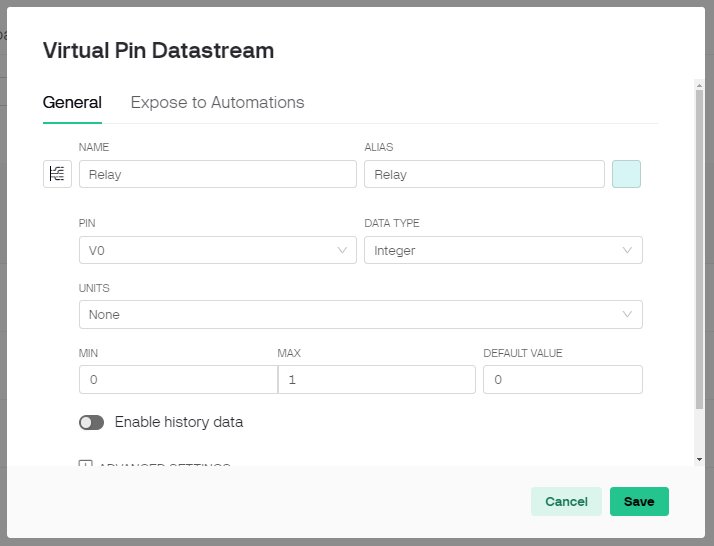 Virtual Pin Datastream
General Expose to Automations
NAME ALIAS
Relay Relay
PIN DATA TYPE
V0 Integer
UNITS
None
MIN MAX DEFAULT VALUE
0 1 0
Enable history data
ADVANCED SETTINGS
Cancel Save